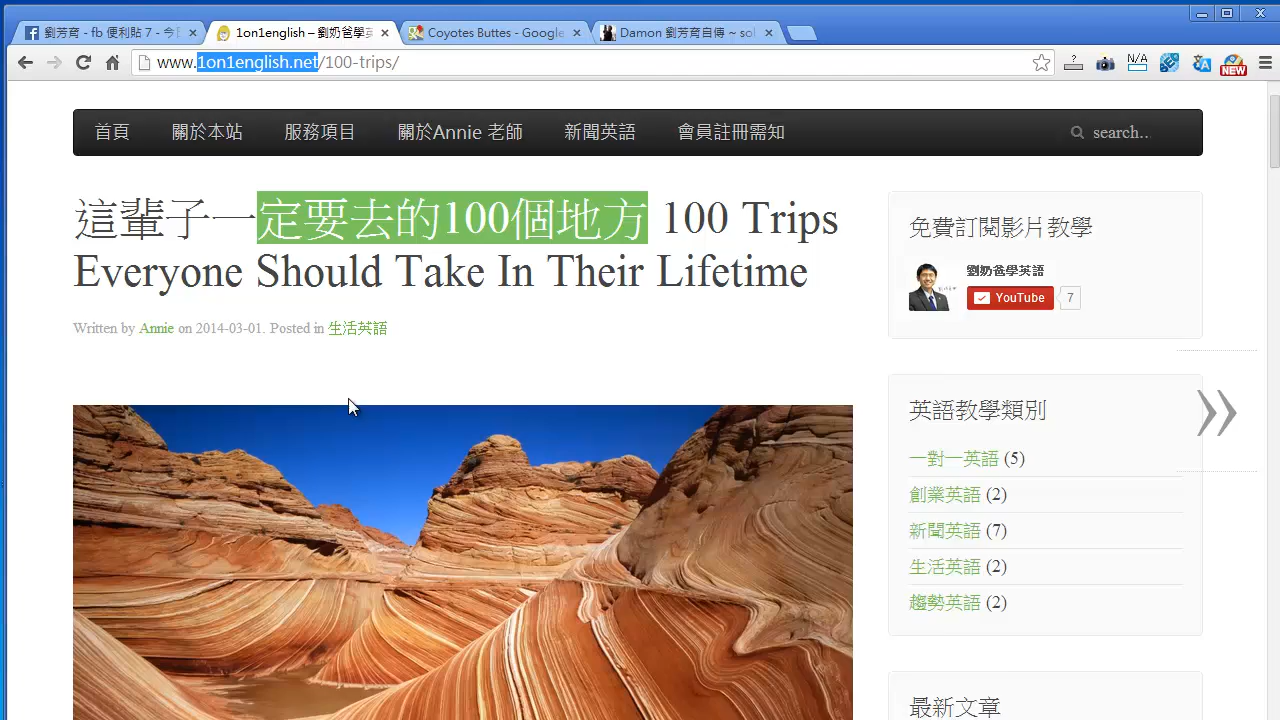 劉芳育 - 便利貼 7 - 今
1on1english – 劉奶爸學英
Coyotes Buttes - Google
Damon 劉芳育自傳 ~ sol
www.1on1english.net/100-trips/
?
N/A
NEW
首頁 關於本站 服務項目 關於Annie 老師 新聞英語 會員註冊需知 search...
這輩子一定要去的100個地方 100 Trips
Everyone Should Take In Their Lifetime
Written by Annie on 2014-03-01. Posted in 生活英語
免費訂閱影片教學
劉奶爸學英語
YouTube 7
英語教學類別
一對一英語 (5)
創業英語 (2)
新聞英語 (7)
生活英語 (2)
趨勢英語 (2)
最新文章